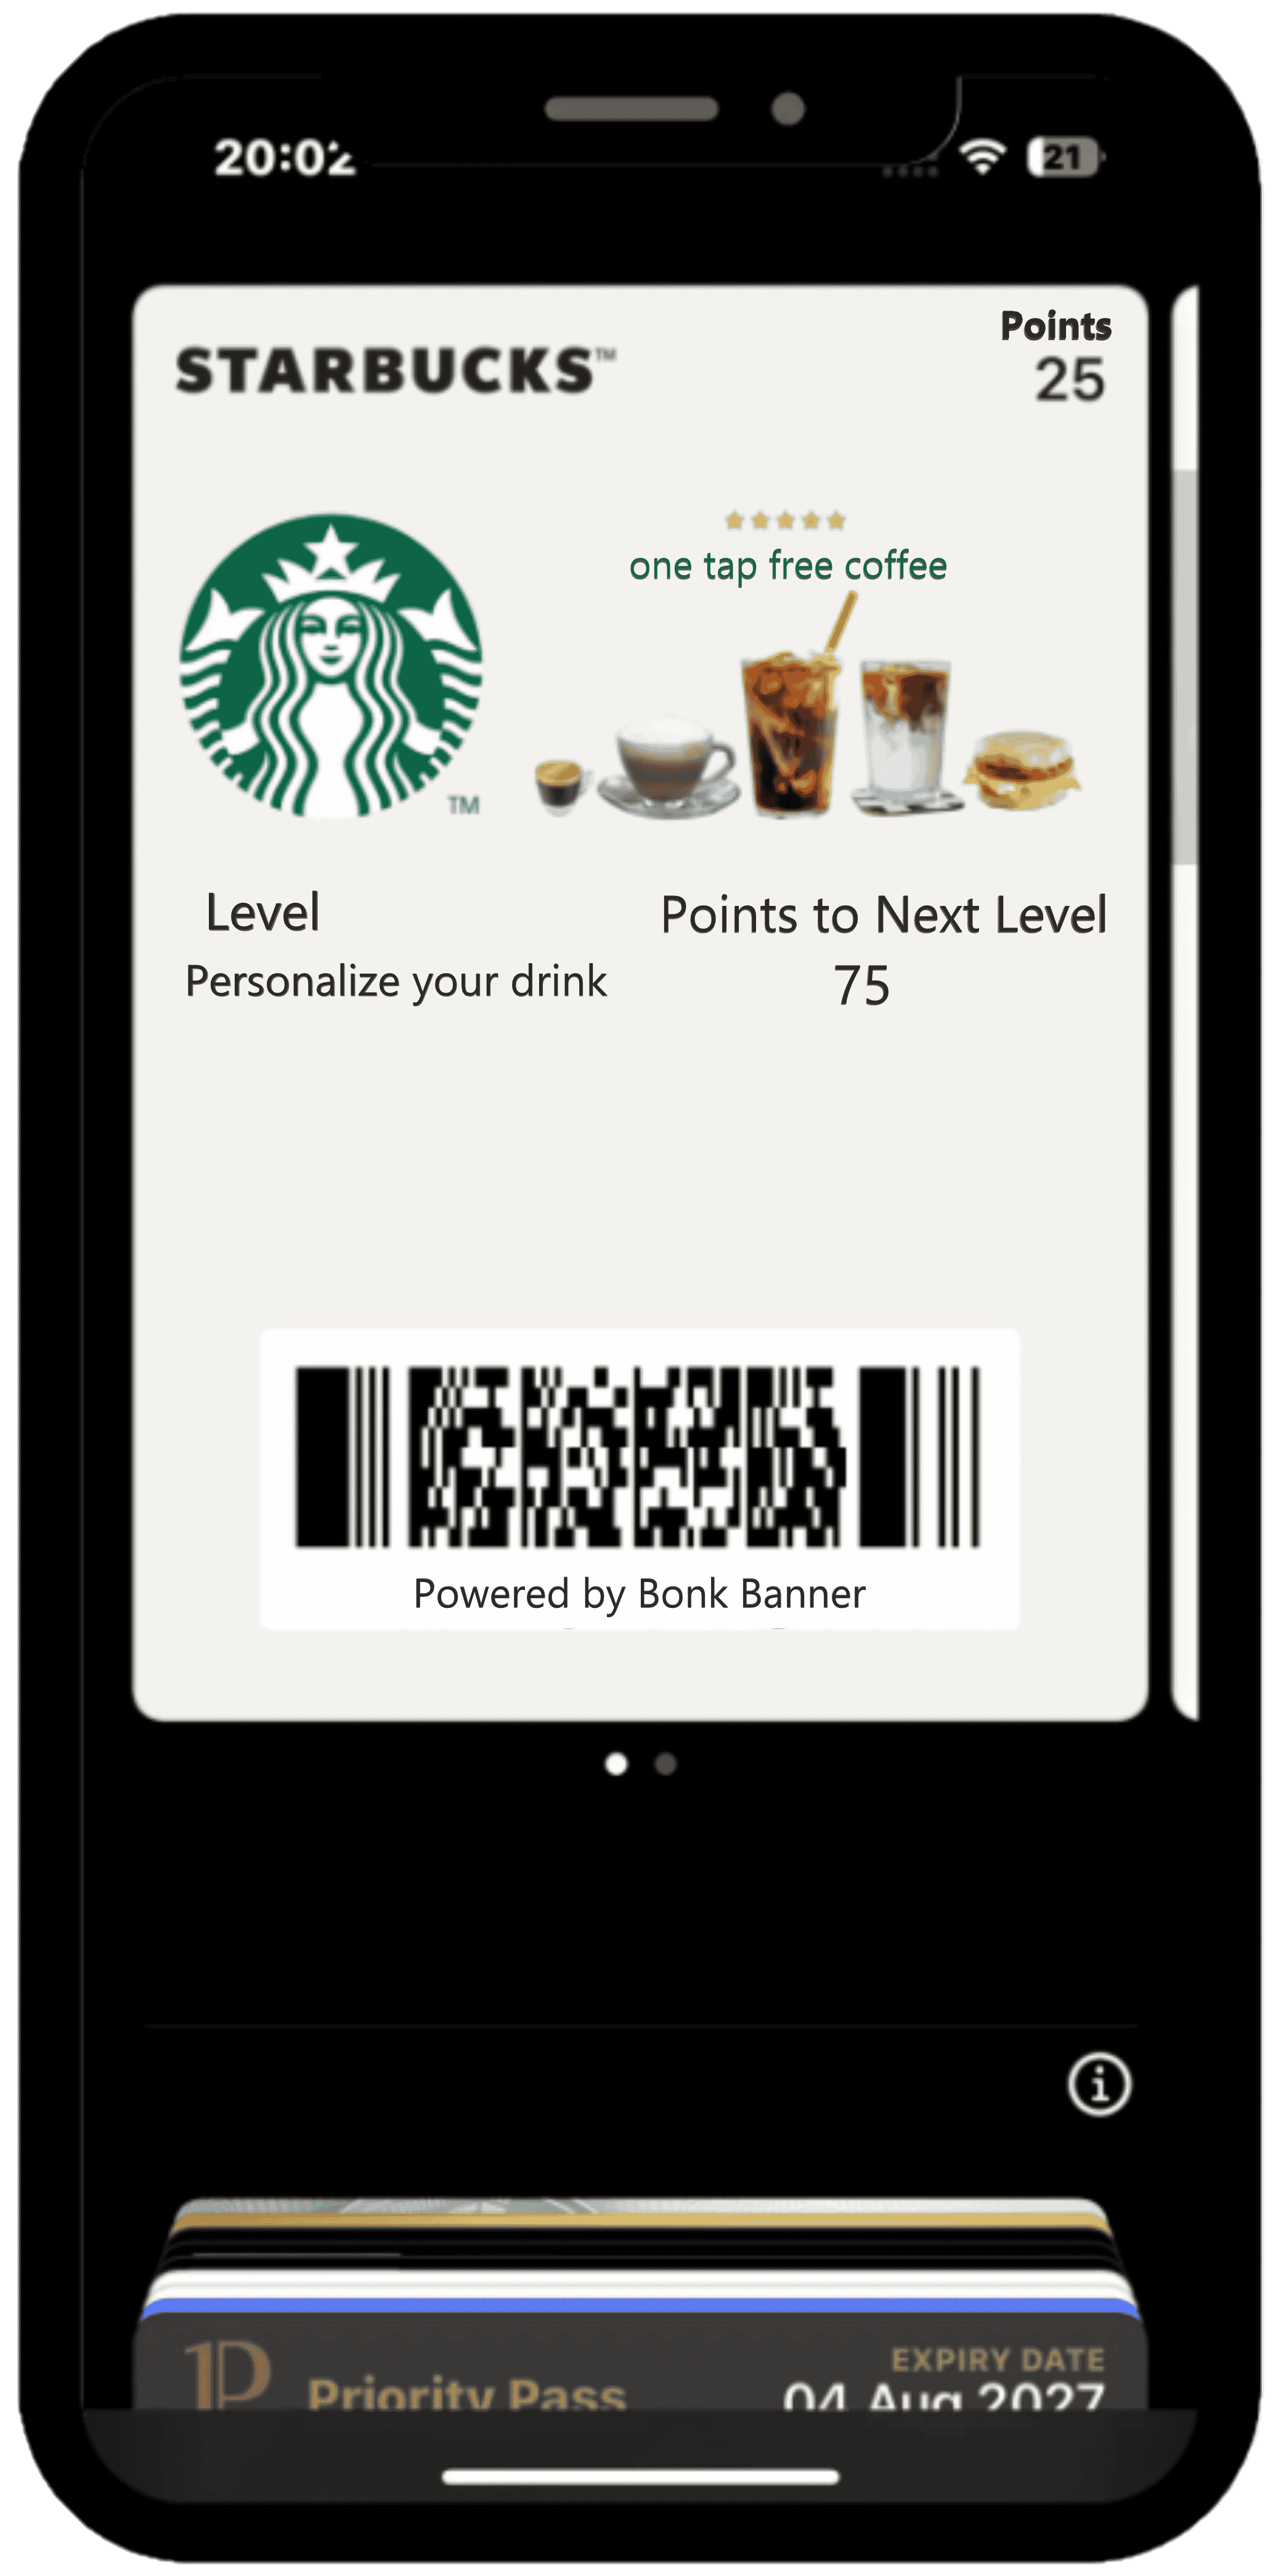 20:02
21
Points
STARBUCKS™
25
one tap free coffee
TM
Level
Points to Next Level
Personalize your drink
75
Powered by Bonk Banner
EXPIRY DATE
Priority Pass
04 Aug 2027